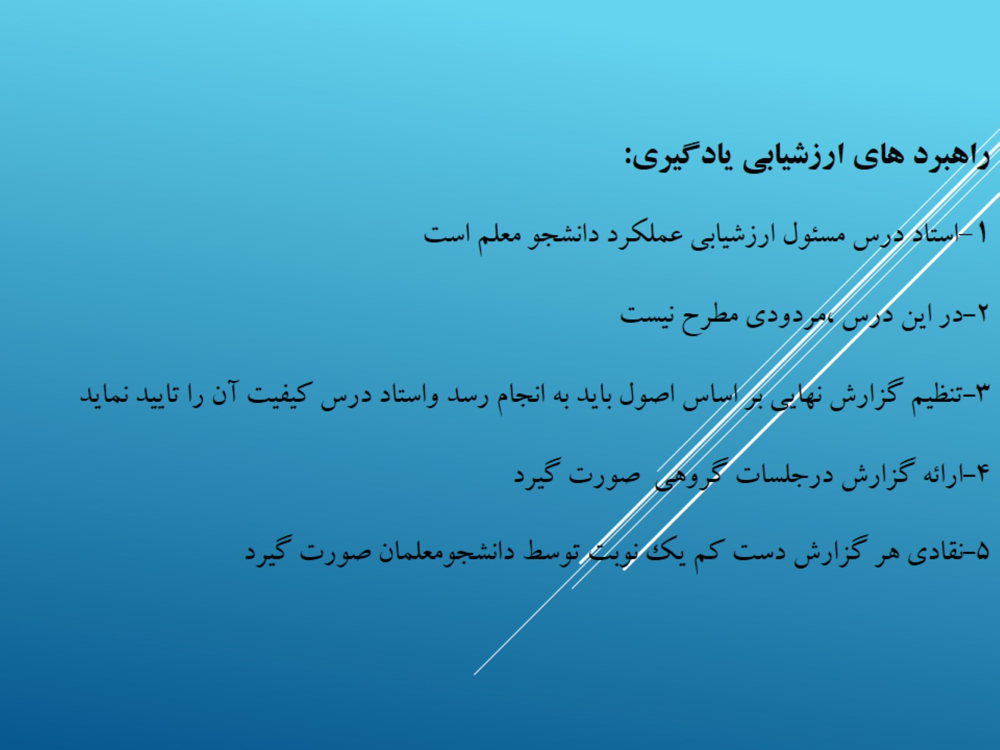 راهبرد های ارزشیابی یادگیری:
۱-استاد درس مسئول ارزشیابی عملکرد دانشجو معلم است
۲-در این درس ،مردودی مطرح نیست
۳-تنظیم گزارش نهایی بر اساس اصول باید به انجام رسد واستاد درس کیفیت آن را تایید نماید
۴-ارائه گزارش درجلسات گروهی صورت گیرد
۵-نقادی هر گزارش دست کم یک نوبت توسط دانشجومعلمان صورت گیرد